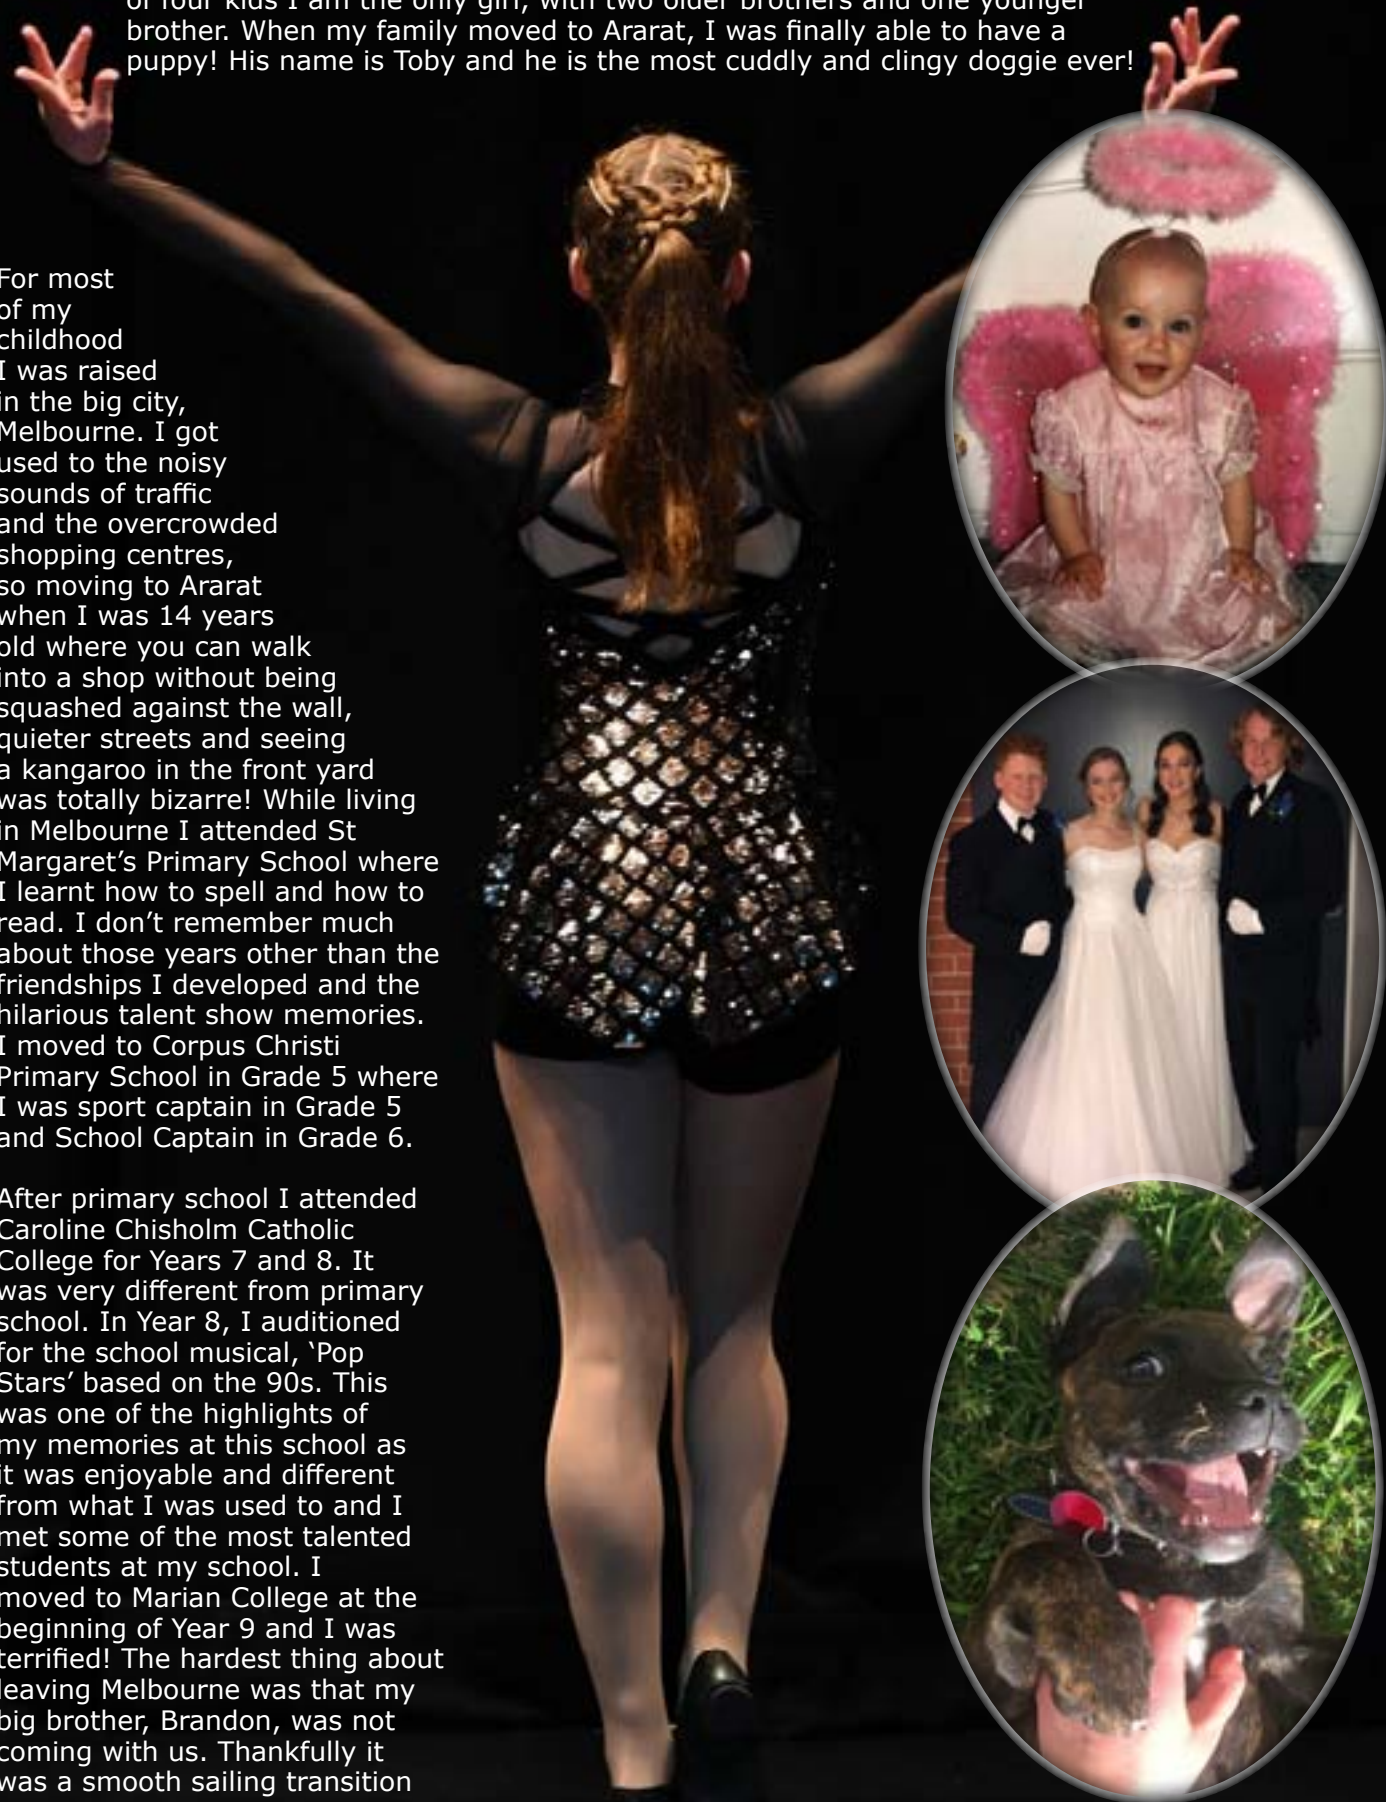 of four kids I am the only girl, with two older brothers and one younger
brother. When my family moved to Ararat, I was finally able to have a
puppy! His name is Toby and he is the most cuddly and clingy doggie ever!
For most
of my
childhood
I was raised
in the big city,
Melbourne. I got
used to the noisy
sounds of traffic
and the overcrowded
shopping centres,
so moving to Ararat
when I was 14 years
old where you can walk
into a shop without being
squashed against the wall,
quieter streets and seeing
a kangaroo in the front yard
was totally bizarre! While living
in Melbourne I attended St
Margaret’s Primary School where
I learnt how to spell and how to
read. I don’t remember much
about those years other than the
friendships I developed and the
hilarious talent show memories.
I moved to Corpus Christi
Primary School in Grade 5 where
I was sport captain in Grade 5
and School Captain in Grade 6.
After primary school I attended
Caroline Chisholm Catholic
College for Years 7 and 8. It
was very different from primary
school. In Year 8, I auditioned
for the school musical, ‘Pop
Stars’ based on the 90s. This
was one of the highlights of
my memories at this school as
it was enjoyable and different
from what I was used to and I
met some of the most talented
students at my school. I
moved to Marian College at the
beginning of Year 9 and I was
terrified! The hardest thing about
leaving Melbourne was that my
big brother, Brandon, was not
coming with us. Thankfully it
was a smooth sailing transition